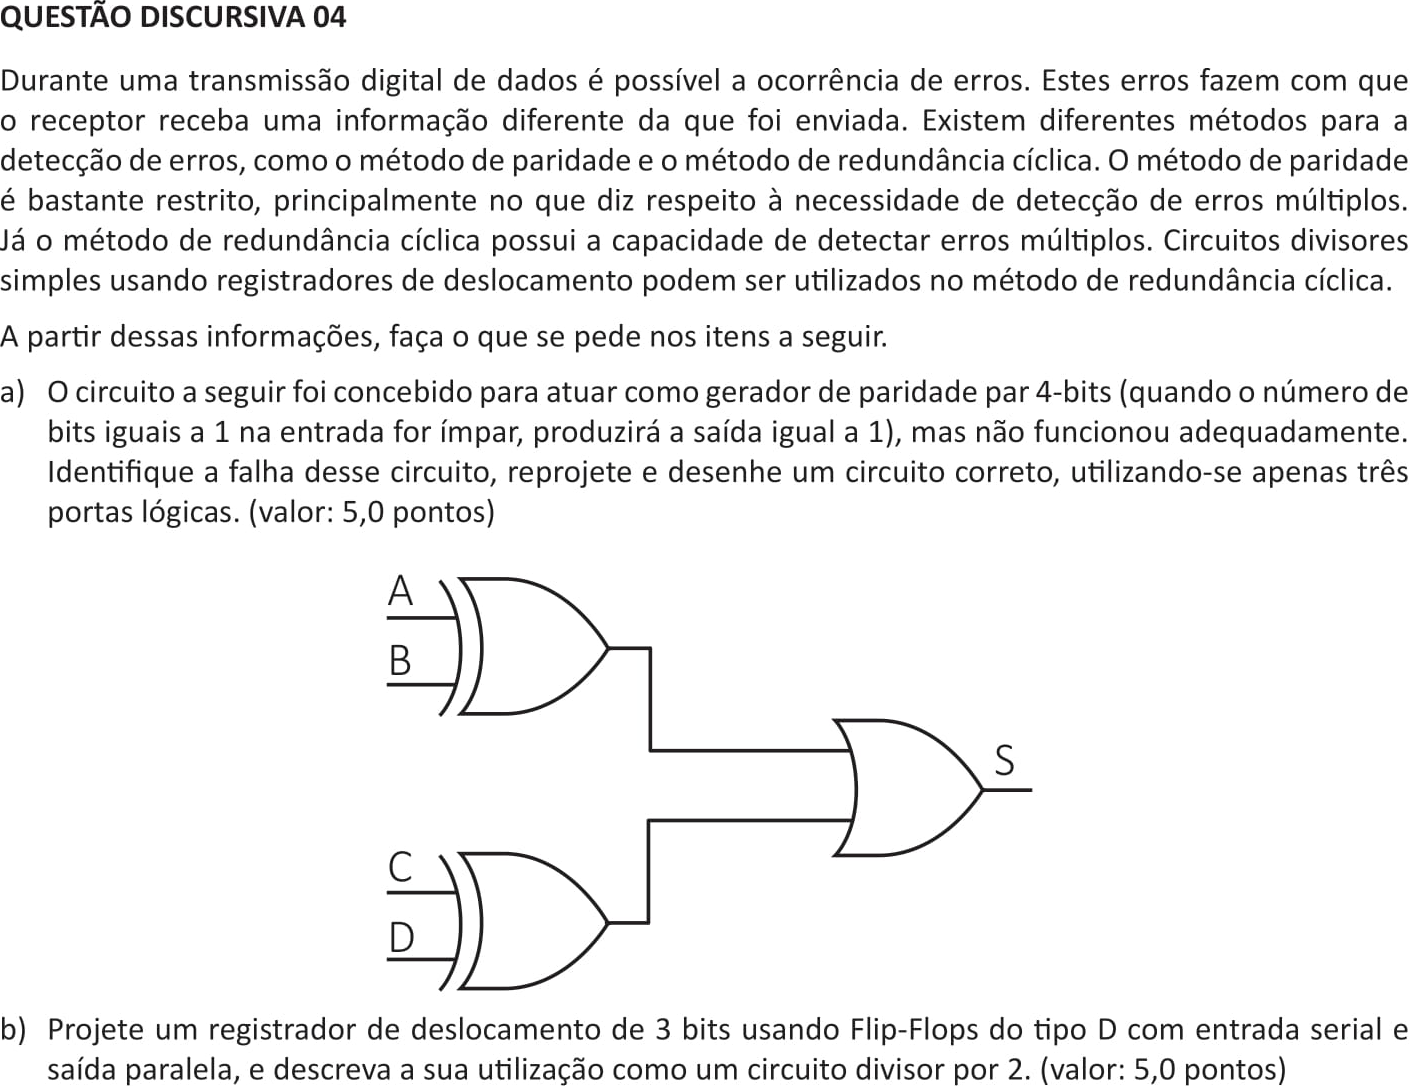 QUESTÃO DISCURSIVA 04
Durante uma transmissão digital de dados é possível a ocorrência de erros. Estes erros fazem com que
o receptor receba uma informação diferente da que foi enviada. Existem diferentes métodos para a
detecção de erros, como o método de paridade e o método de redundância cíclica. O método de paridade
é bastante restrito, principalmente no que diz respeito à necessidade de detecção de erros múltiplos.
Já o método de redundância cíclica possui a capacidade de detectar erros múltiplos. Circuitos divisores
simples usando registradores de deslocamento podem ser utilizados no método de redundância cíclica.
A partir dessas informações, faça o que se pede nos itens a seguir.
a) O circuito a seguir foi concebido para atuar como gerador de paridade par 4-bits (quando o número de
bits iguais a 1 na entrada for ímpar, produzirá a saída igual a 1), mas não funcionou adequadamente.
Identifique a falha desse circuito, reprojete e desenhe um circuito correto, utilizando-se apenas três
portas lógicas. (valor: 5,0 pontos)
A
B
S
C
D
b) Projete um registrador de deslocamento de 3 bits usando Flip-Flops do tipo D com entrada serial e
saída paralela, e descreva a sua utilização como um circuito divisor por 2. (valor: 5,0 pontos)